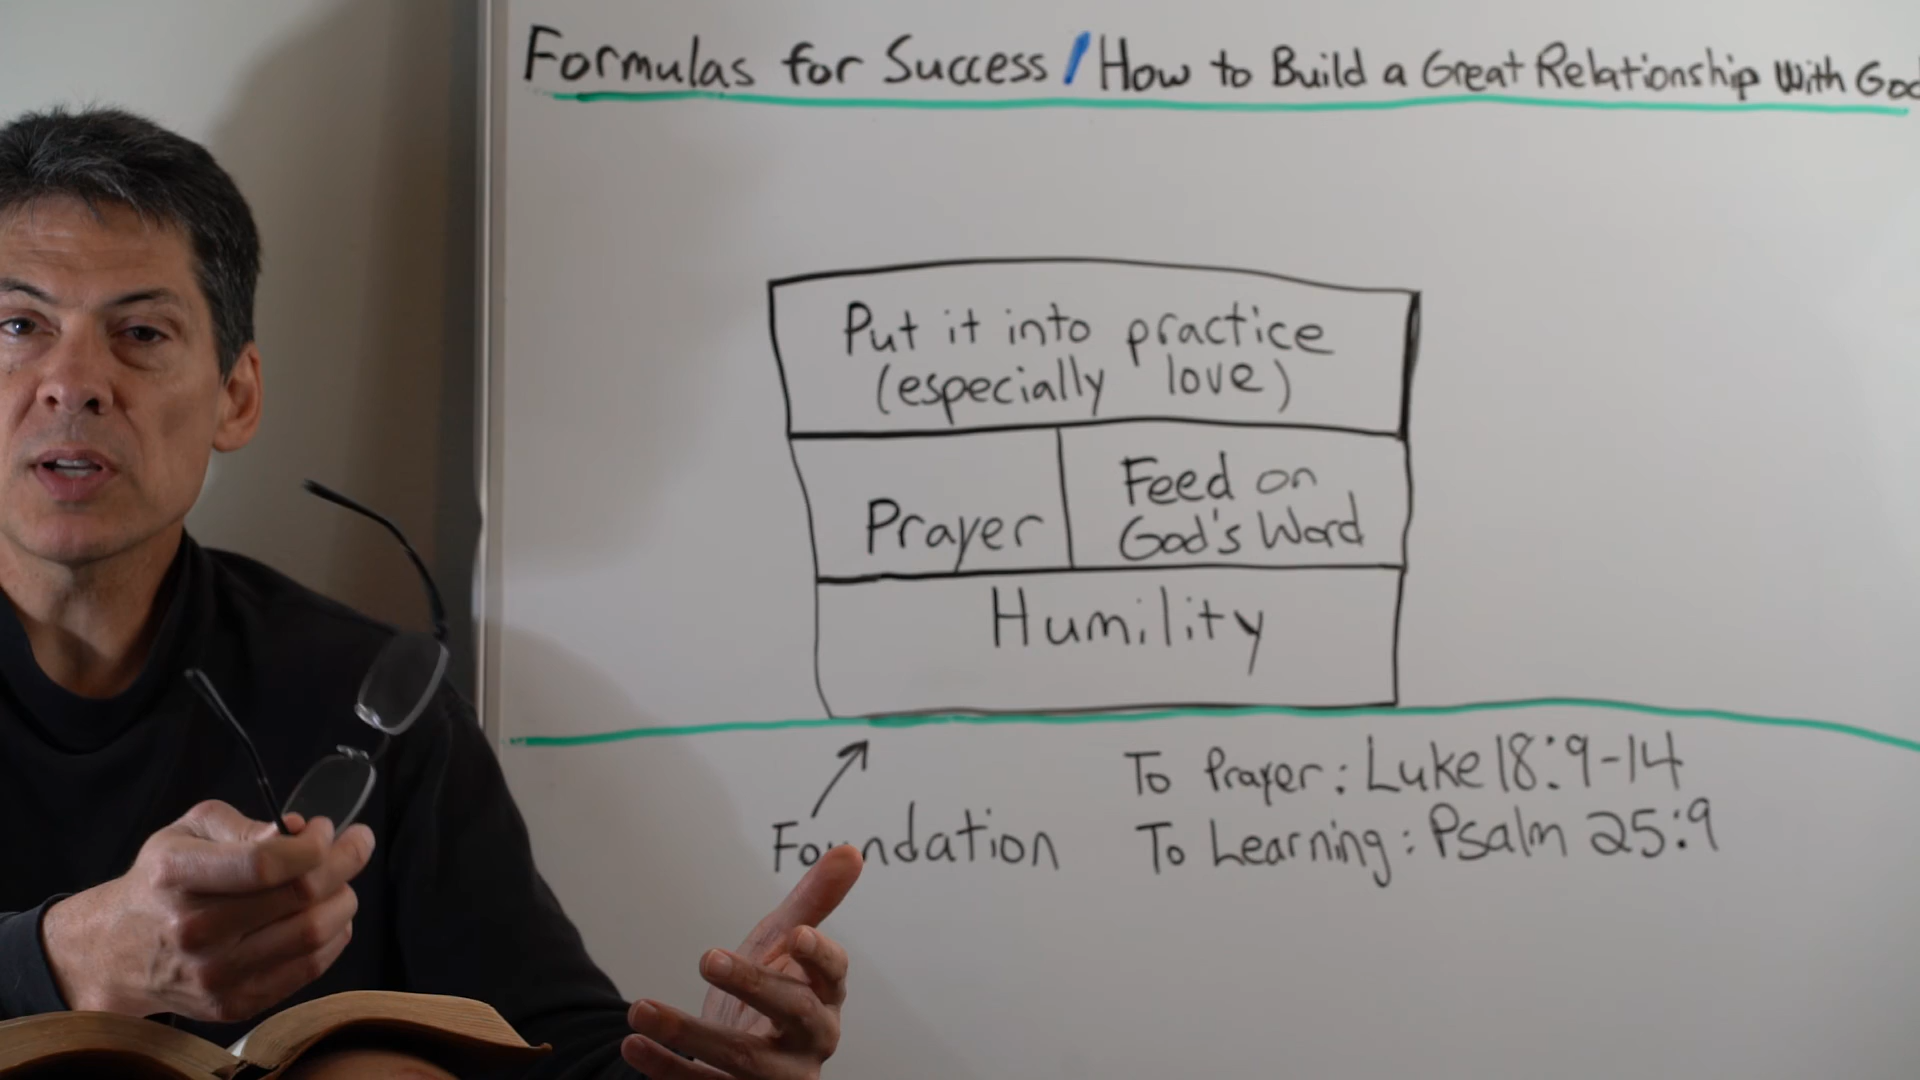 Formulas for Success / How to Build a Great Relationship With God
Put it into practice
(especially love)
Prayer
Feed on
God's Word
Humility
To Prayer: Luke 18:9-14
Foundation
To Learning: Psalm 25:9